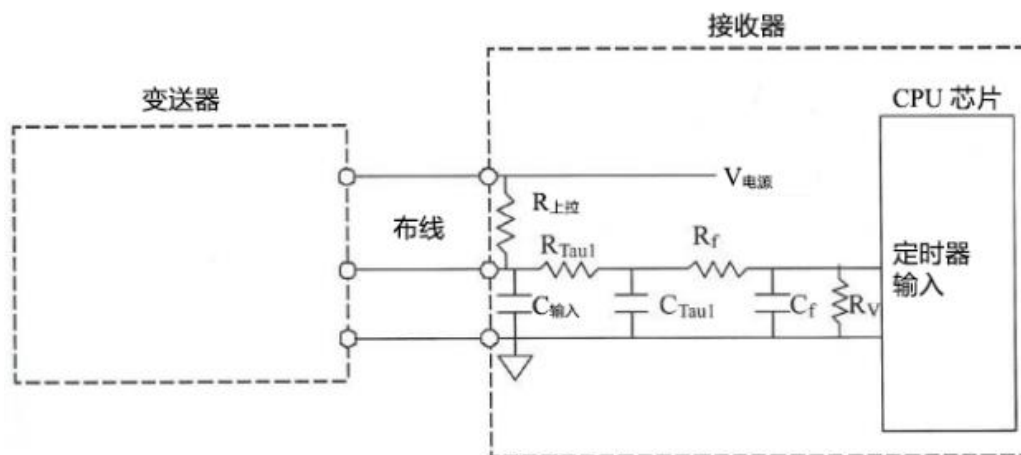 接收器
变送器
CPU 芯片
V电源
R上拉
布线
RTau1
Rf
定时器
输入
C输入
CTau1
Cf
RV